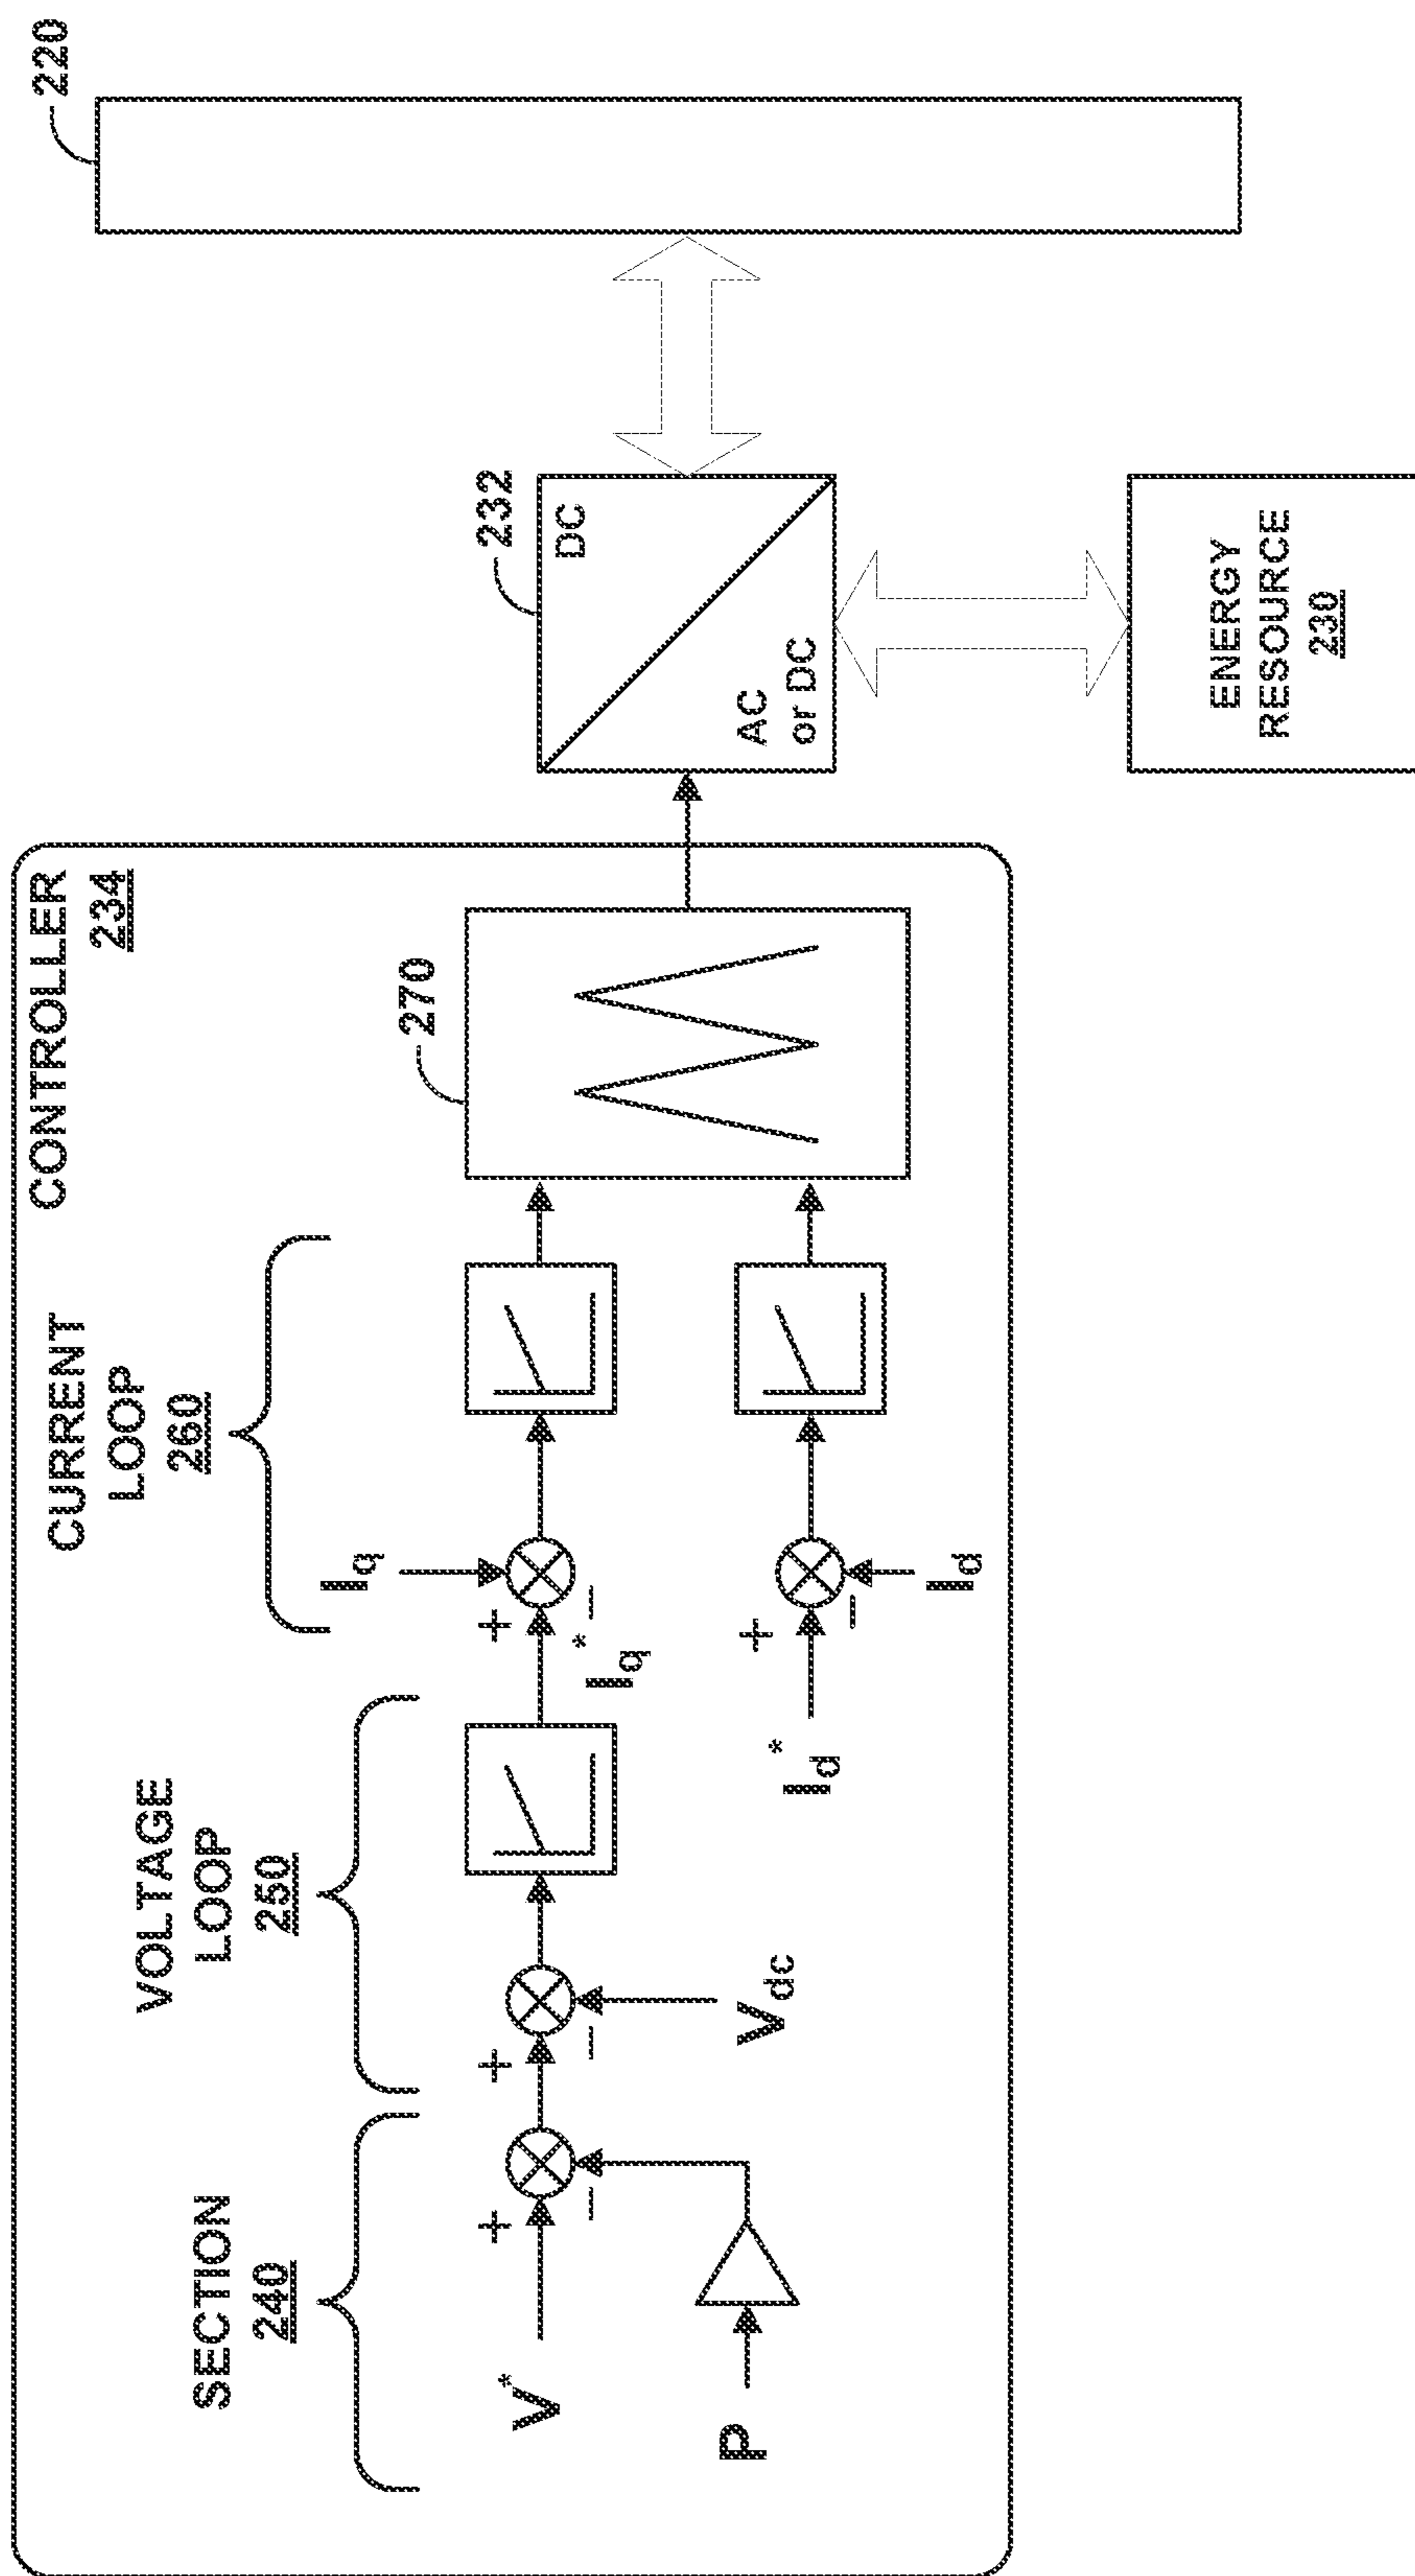 CONTROLLER
234
CURRENT
LOOP
260
VOLTAGE
LOOP
250
SECTION
240
V*
+
−
P
+
−
Vdc
Iq
+
−
Iq*
Id*
+
−
Id
270
232
DC
AC
or DC
220
ENERGY
RESOURCE
230